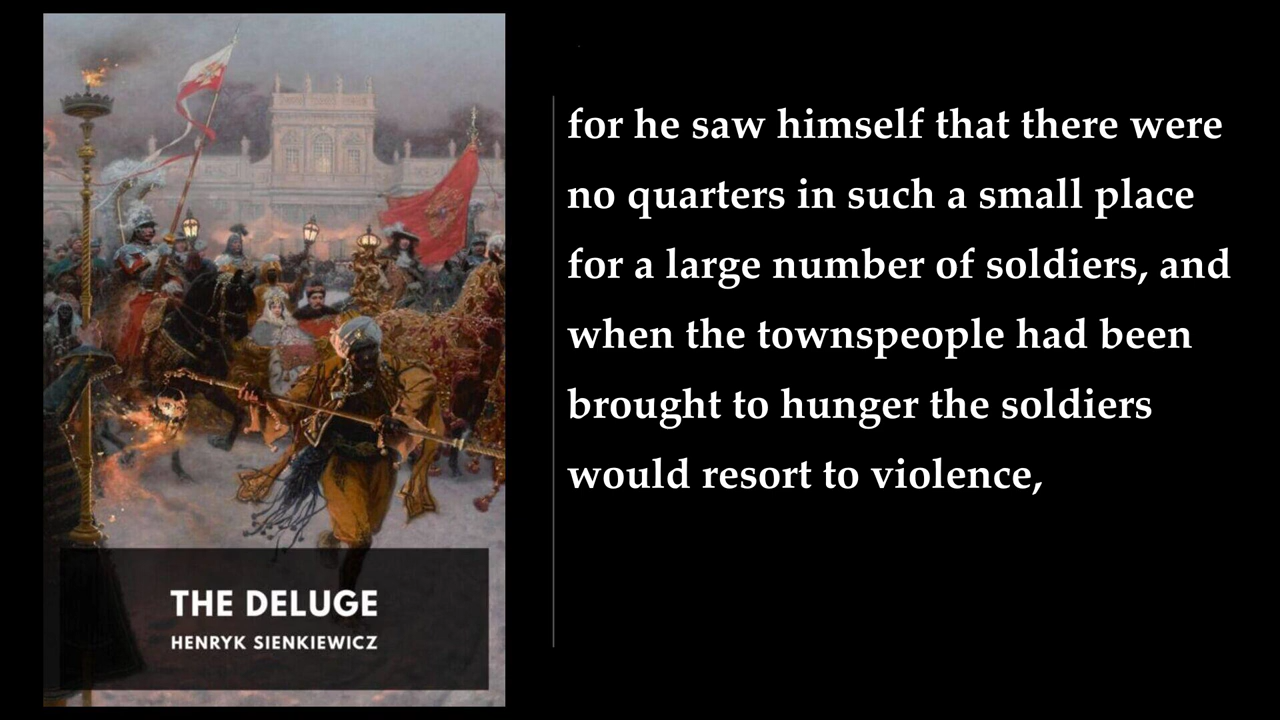 THE DELUGE
HENRYK SIENKIEWICZ
for he saw himself that there were
no quarters in such a small place
for a large number of soldiers, and
when the townspeople had been
brought to hunger the soldiers
would resort to violence,